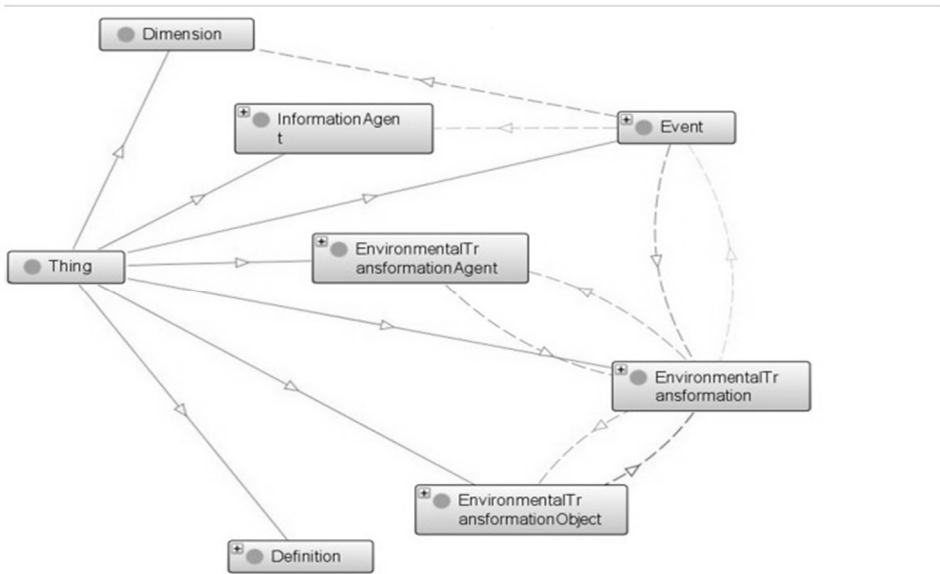 Dimension
InformationAgen
t
Event
EnvironmentalTr
ansformationAgent
Thing
EnvironmentalTr
ansformation
EnvironmentalTr
ansformationObject
Definition